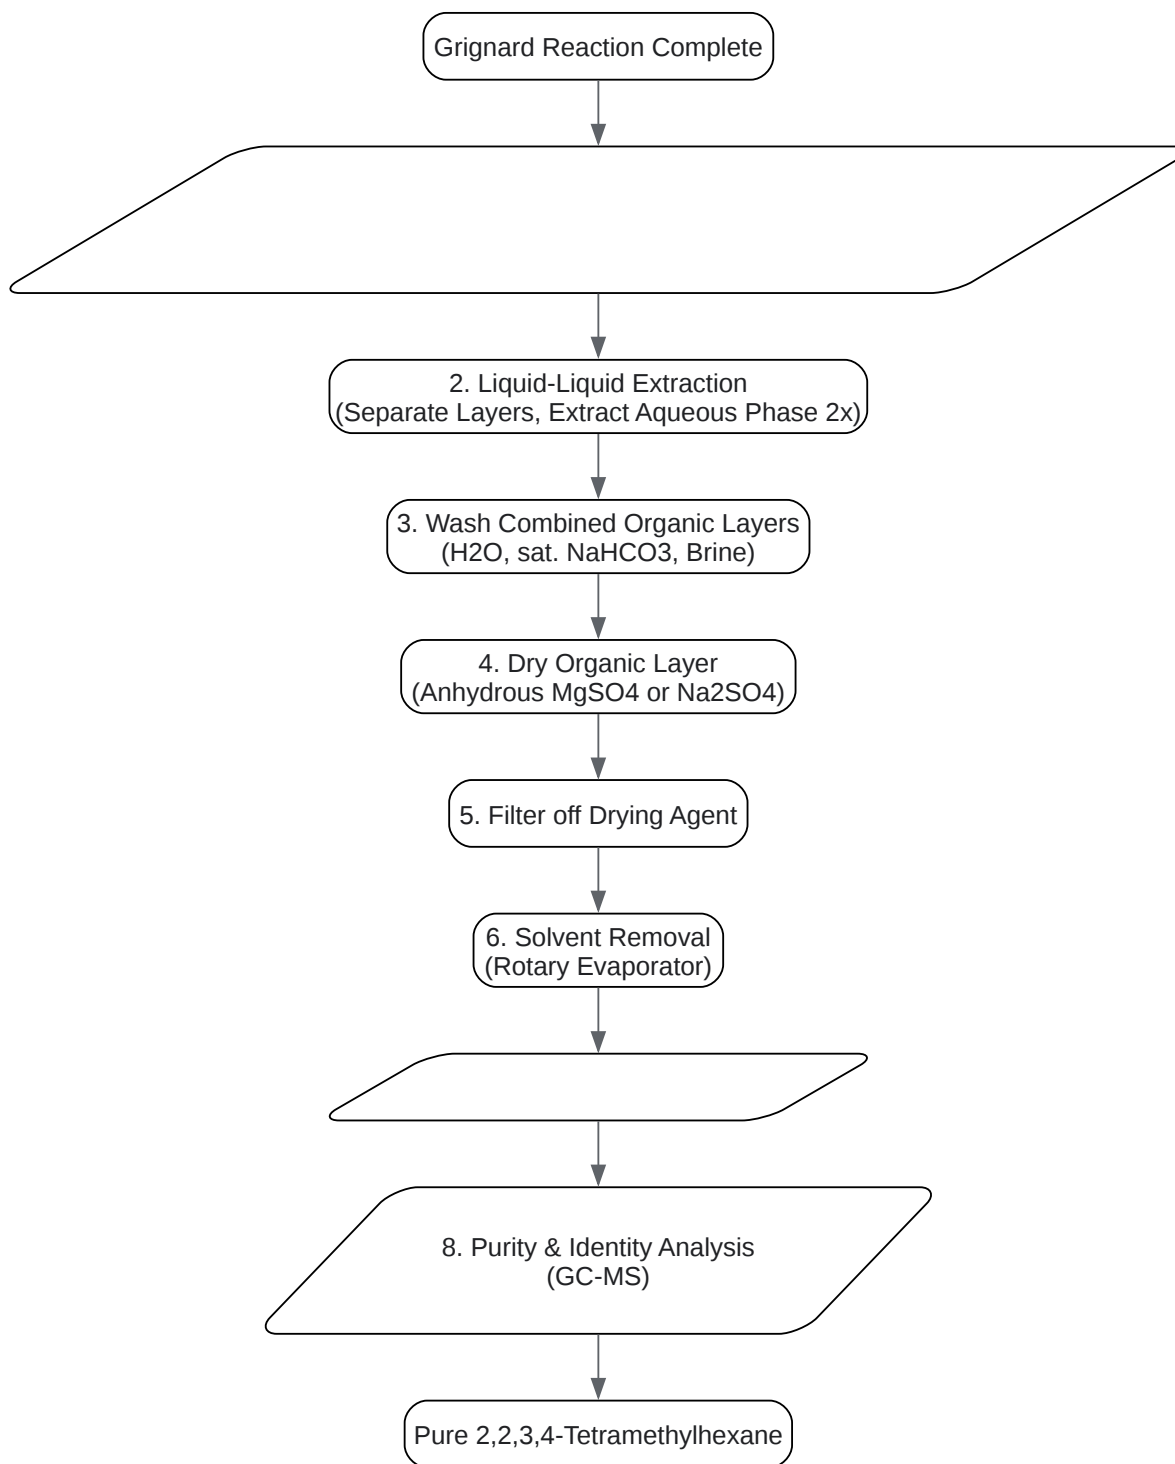 Grignard Reaction Complete
2. Liquid-Liquid Extraction
(Separate Layers, Extract Aqueous Phase 2x)
3. Wash Combined Organic Layers
(H2O, sat. NaHCO3, Brine)
4. Dry Organic Layer
(Anhydrous MgSO4 or Na2SO4)
5. Filter off Drying Agent
6. Solvent Removal
(Rotary Evaporator)
8. Purity & Identity Analysis
(GC-MS)
Pure 2,2,3,4-Tetramethylhexane